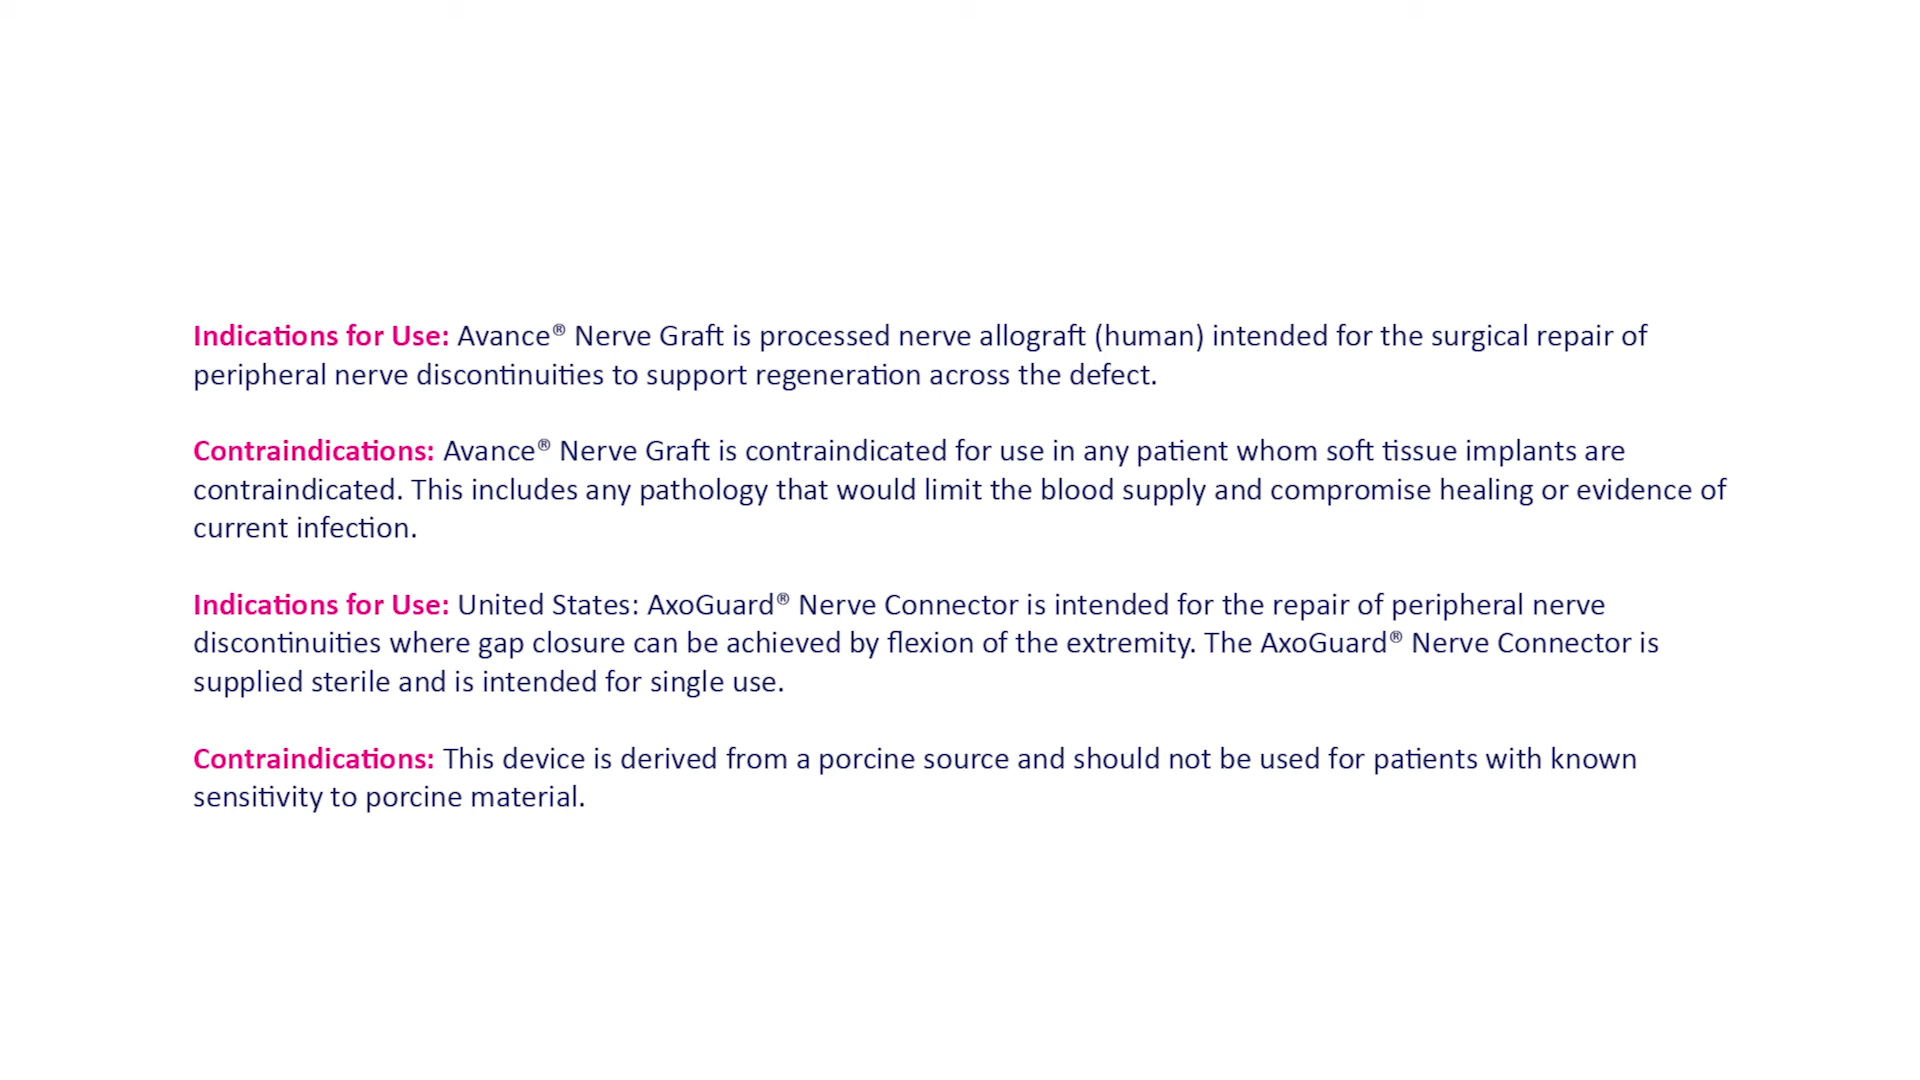 Indications for Use: Avance® Nerve Graft is processed nerve allograft (human) intended for the surgical repair of
peripheral nerve discontinuities to support regeneration across the defect.
Contraindications: Avance® Nerve Graft is contraindicated for use in any patient whom soft tissue implants are
contraindicated. This includes any pathology that would limit the blood supply and compromise healing or evidence of
current infection.
Indications for Use: United States: AxoGuard® Nerve Connector is intended for the repair of peripheral nerve
discontinuities where gap closure can be achieved by flexion of the extremity. The AxoGuard® Nerve Connector is
supplied sterile and is intended for single use.
Contraindications: This device is derived from a porcine source and should not be used for patients with known
sensitivity to porcine material.